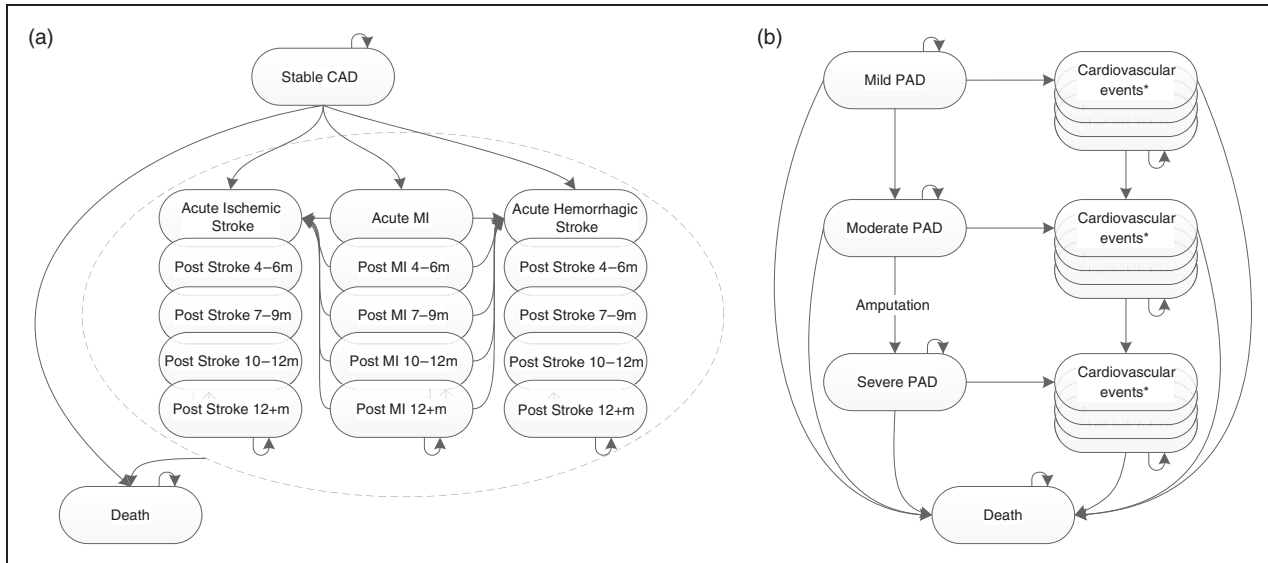 (a)
Stable CAD
Acute Ischemic
Stroke
Acute MI
Acute Hemorrhagic
Stroke
Post Stroke 4–6m
Post MI 4–6m
Post Stroke 4–6m
Post Stroke 7–9m
Post MI 7–9m
Post Stroke 7–9m
Post Stroke 10–12m
Post MI 10–12m
Post Stroke 10–12m
Post Stroke 12+m
Post MI 12+m
Post Stroke 12+m
Death
(b)
Mild PAD
Cardiovascular
events*
Moderate PAD
Cardiovascular
events*
Amputation
Severe PAD
Cardiovascular
events*
Death